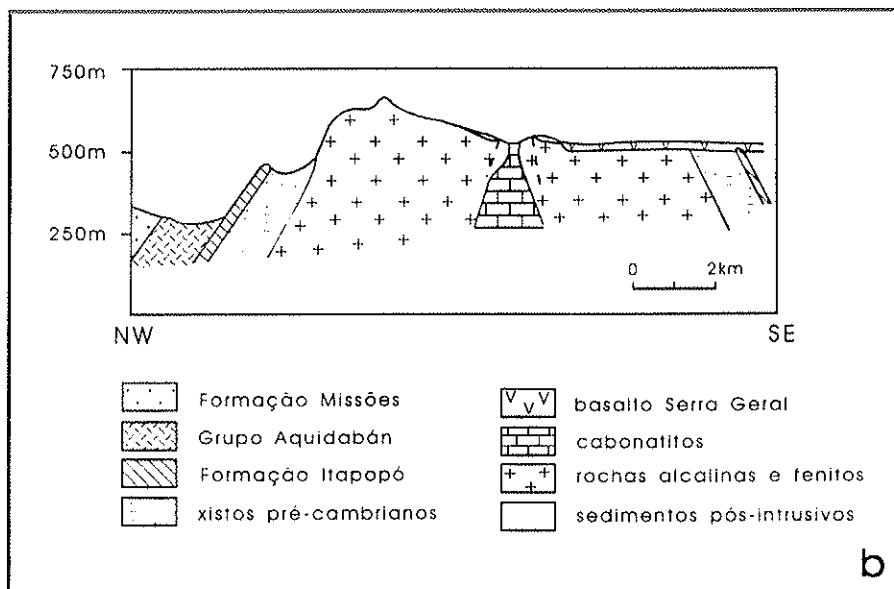 750m
500m
250m
0 2km
NW SE
Formação Missões
Grupo Aquidabán
Formação Itapopó
xistos pré-cambrianos
basalto Serra Geral
cabonatitos
rochas alcalinas e fenitos
sedimentos pós-intrusivos
b